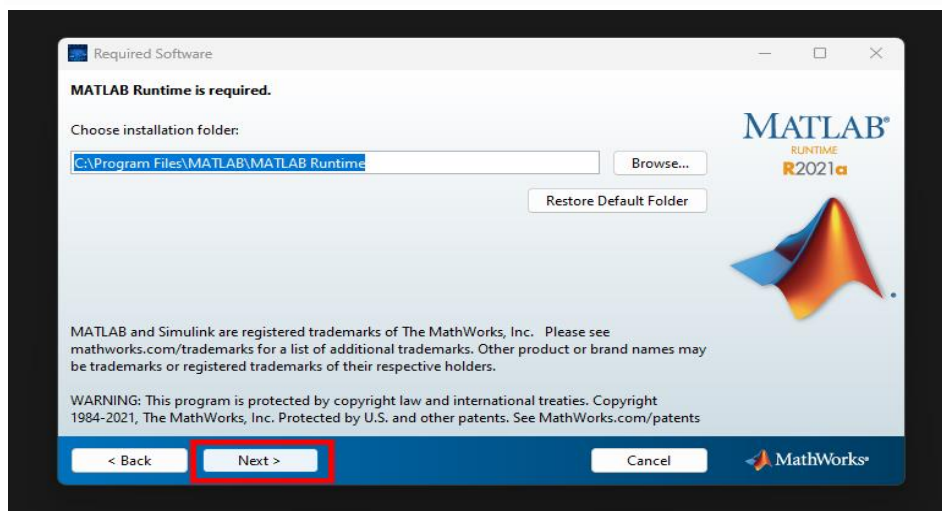 Required Software
MATLAB Runtime is required.
Choose installation folder:
C:\Program Files\MATLAB\MATLAB Runtime
Browse...
Restore Default Folder
MATLAB®
RUNTIME
R2021a
MATLAB and Simulink are registered trademarks of The MathWorks, Inc. Please see
mathworks.com/trademarks for a list of additional trademarks. Other product or brand names may
be trademarks or registered trademarks of their respective holders.
WARNING: This program is protected by copyright law and international treaties. Copyright
1984-2021, The MathWorks, Inc. Protected by U.S. and other patents. See MathWorks.com/patents
< Back
Next >
Cancel
MathWorks®